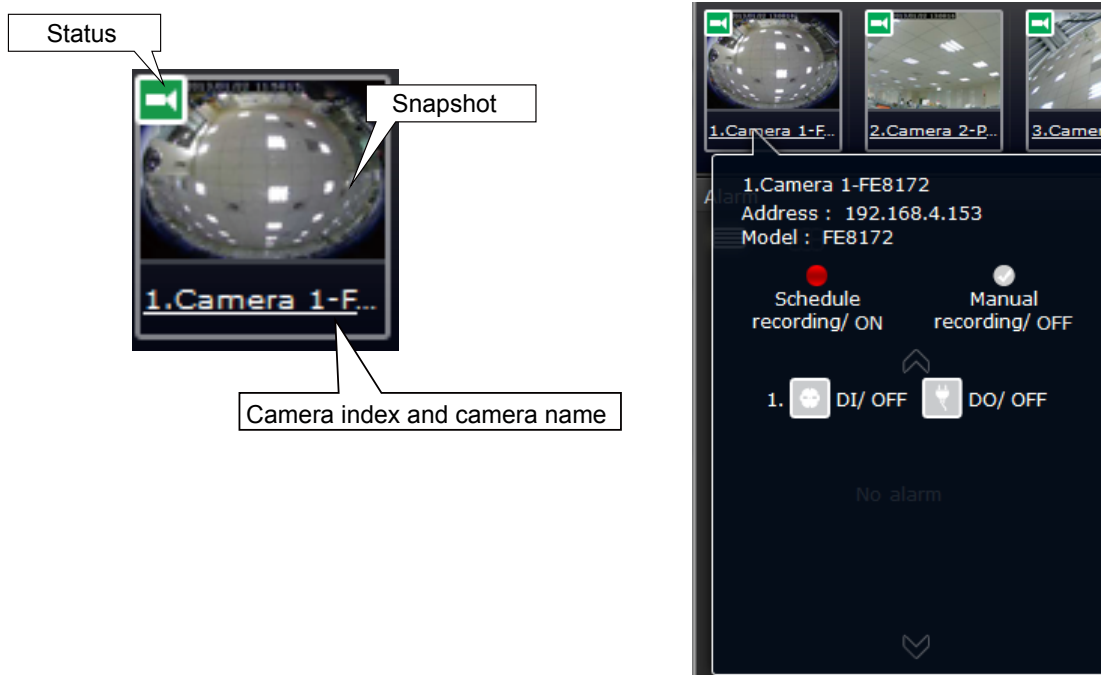 Status
Snapshot
1.Camera 1-F...
Camera index and camera name
1.Camera 1-F...
2.Camera 2-P...
3.Camer
Alarm
1.Camera 1-FE8172
Address : 192.168.4.153
Model : FE8172
Schedule
recording/ ON
Manual
recording/ OFF
1. DI/ OFF DO/ OFF
No alarm